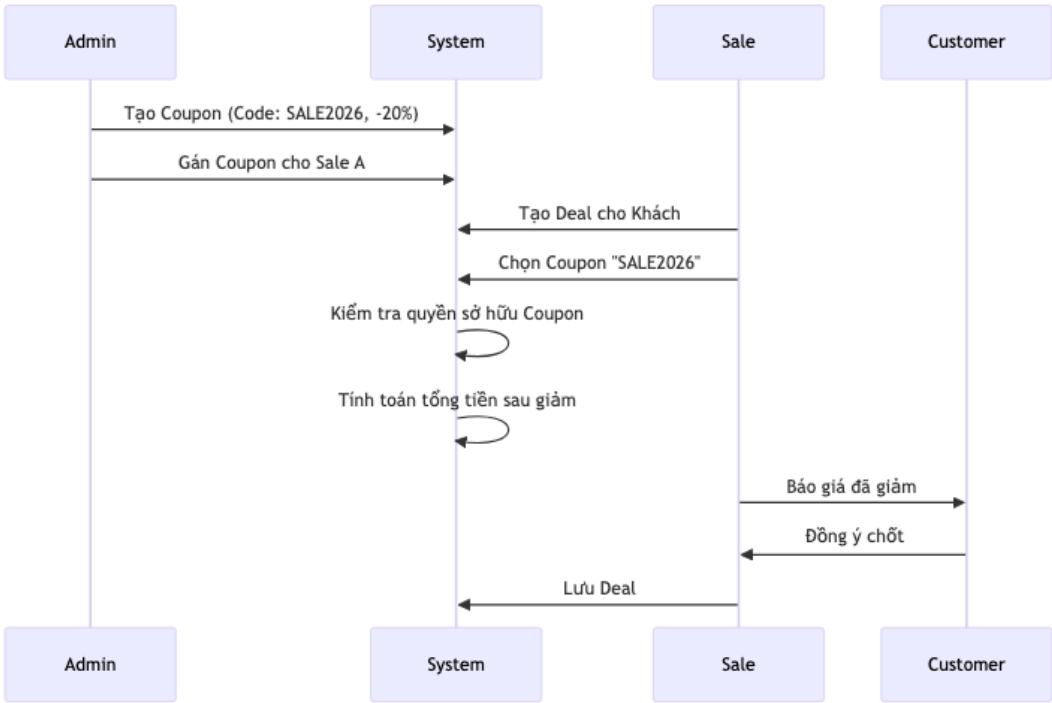 Admin
System
Sale
Customer
Tạo Coupon (Code: SALE2026, -20%)
Gán Coupon cho Sale A
Tạo Deal cho Khách
Chọn Coupon "SALE2026"
Kiểm tra quyền sở hữu Coupon
Tính toán tổng tiền sau giảm
Báo giá đã giảm
Đồng ý chốt
Lưu Deal
Admin
System
Sale
Customer